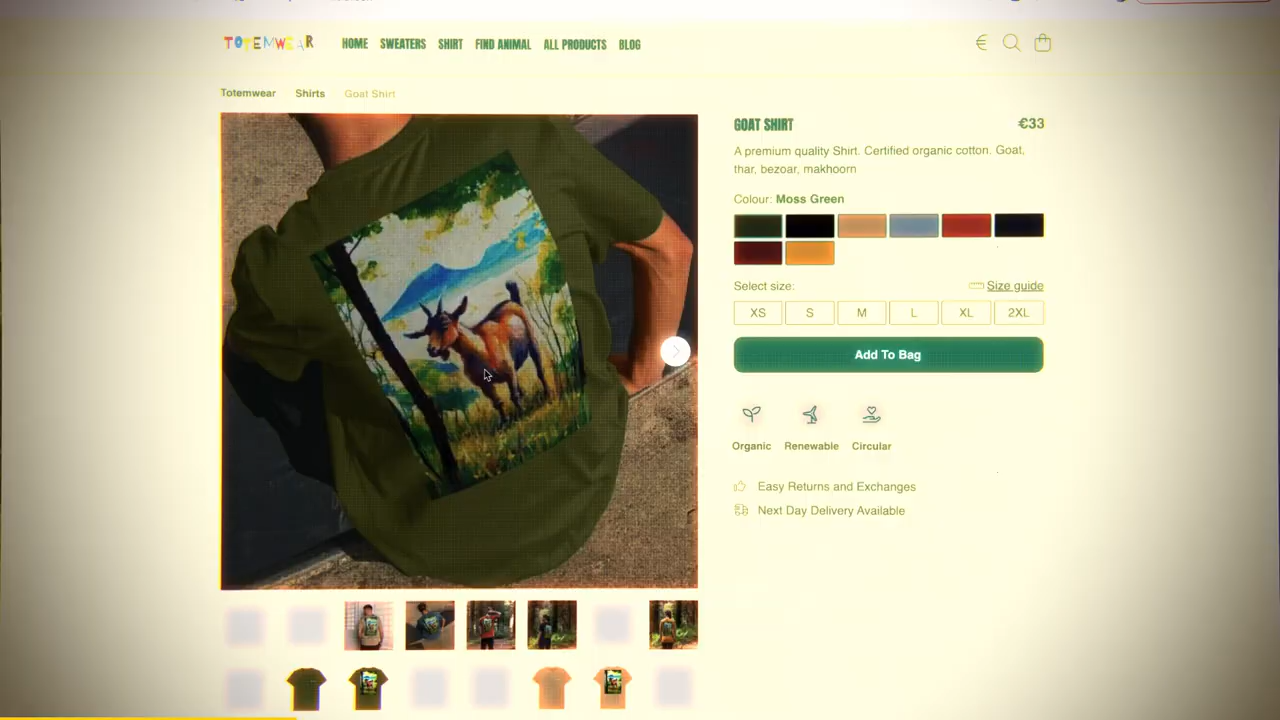 TOTEMWEAR
HOME SWEATERS SHIRT FIND ANIMAL ALL PRODUCTS BLOG
€
Totemwear Shirts Goat Shirt
GOAT SHIRT €33
A premium quality Shirt. Certified organic cotton. Goat,
thar, bezoar, makhoorn
Colour: Moss Green
Select size: Size guide
XS S M L XL 2XL
Add To Bag
Organic Renewable Circular
Easy Returns and Exchanges
Next Day Delivery Available